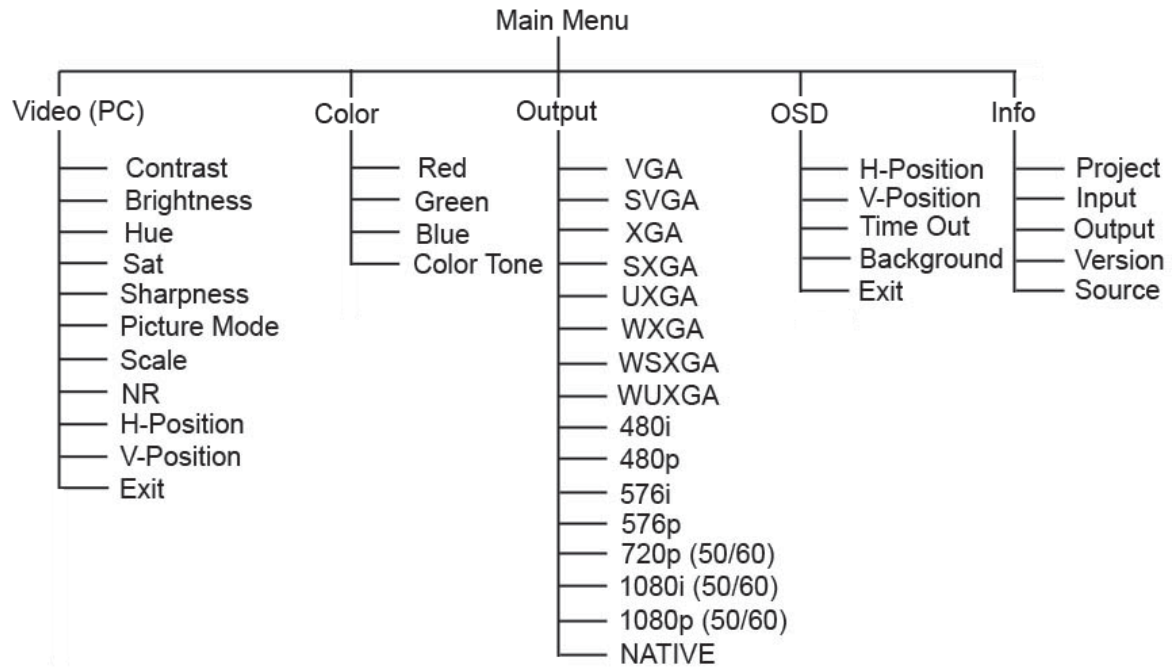 Main Menu
Video (PC)
Color
Output
OSD
Info
Contrast
Brightness
Hue
Sat
Sharpness
Picture Mode
Scale
NR
H-Position
V-Position
Exit
Red
Green
Blue
Color Tone
VGA
SVGA
XGA
SXGA
UXGA
WXGA
WSXGA
WUXGA
480i
480p
576i
576p
720p (50/60)
1080i (50/60)
1080p (50/60)
NATIVE
H-Position
V-Position
Time Out
Background
Exit
Project
Input
Output
Version
Source